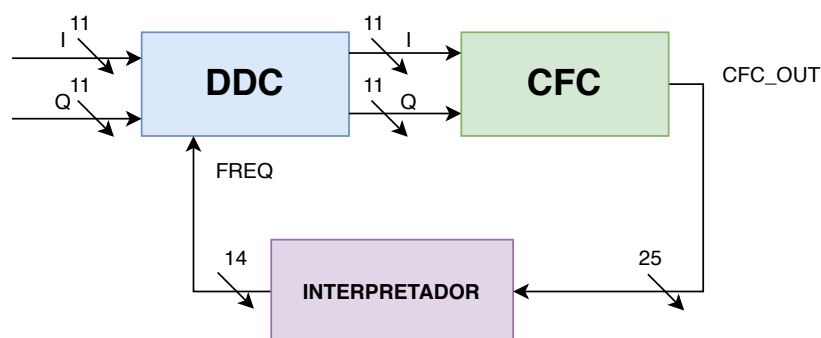 11
I
11
Q
DDC
11
I
11
Q
CFC
CFC_OUT
FREQ
14
INTERPRETADOR
25